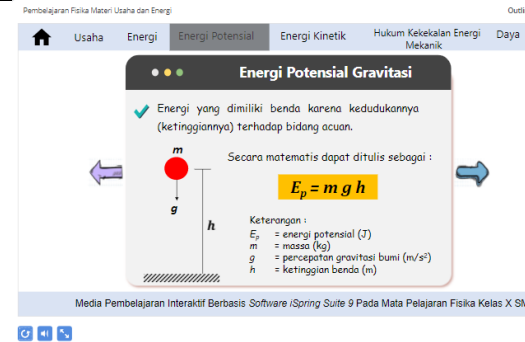 Pembelajaran Fisika Materi Usaha dan Energi
Outli
Usaha
Energi
Energi Potensial
Energi Kinetik
Hukum Kekekalan Energi
Mekanik
Daya
Energi Potensial Gravitasi
Energi yang dimiliki benda karena kedudukannya
(ketinggiannya) terhadap bidang acuan.
m
Secara matematis dapat ditulis sebagai :
Eₚ = m g h
g
h
Keterangan :
Eₚ = energi potensial (J)
m = massa (kg)
g = percepatan gravitasi bumi (m/s²)
h = ketinggian benda (m)
Media Pembelajaran Interaktif Berbasis Software iSpring Suite 9 Pada Mata Pelajaran Fisika Kelas X SM